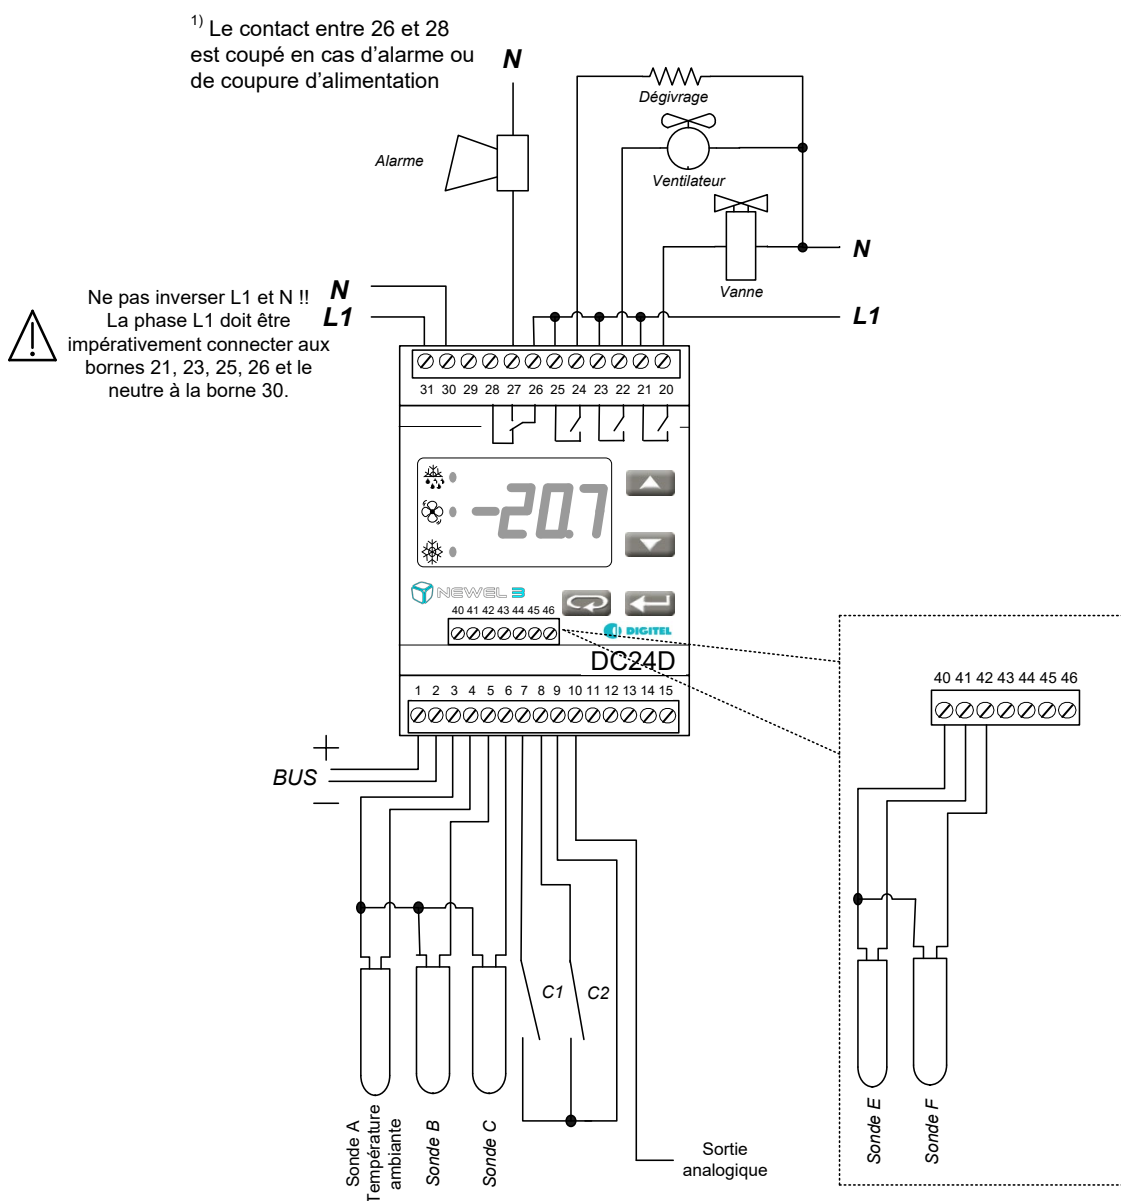 1) Le contact entre 26 et 28
est coupé en cas d'alarme ou
de coupure d'alimentation
N
Dégivrage
Alarme
Ventilateur
N
Vanne
L1
Ne pas inverser L1 et N !!
La phase L1 doit être
impérativement connecter aux
bornes 21, 23, 25, 26 et le
neutre à la borne 30.
N
L1
31 30 29 28 27 26 25 24 23 22 21 20
-20.7
NEWEL 3
40 41 42 43 44 45 46
DIGITEL
DC24D
1 2 3 4 5 6 7 8 9 10 11 12 13 14 15
+
BUS
—
40 41 42 43 44 45 46
C1
C2
Sonde A
Température
ambiante
Sonde B
Sonde C
Sortie
analogique
Sonde E
Sonde F